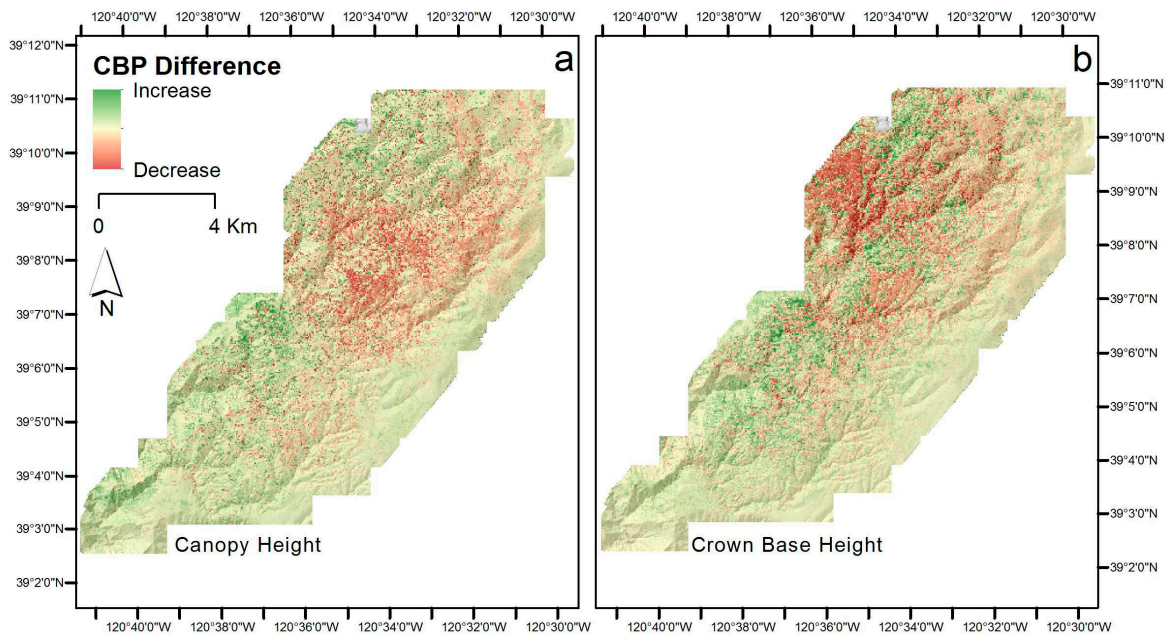 120°40'0"W 120°38'0"W 120°36'0"W 120°34'0"W 120°32'0"W 120°30'0"W
120°40'0"W 120°38'0"W 120°36'0"W 120°34'0"W 120°32'0"W 120°30'0"W
39°12'0"N
39°11'0"N
39°10'0"N
39°9'0"N
39°8'0"N
39°7'0"N
39°6'0"N
39°5'0"N
39°4'0"N
39°3'0"N
39°2'0"N
CBP Difference
Increase
Decrease
0 4 Km
N
a
Canopy Height
b
Crown Base Height
39°11'0"N
39°10'0"N
39°9'0"N
39°8'0"N
39°7'0"N
39°6'0"N
39°5'0"N
39°4'0"N
39°3'0"N
39°2'0"N
120°40'0"W 120°38'0"W 120°36'0"W 120°34'0"W 120°32'0"W 120°30'0"W
120°40'0"W 120°38'0"W 120°36'0"W 120°34'0"W 120°32'0"W 120°30'0"W